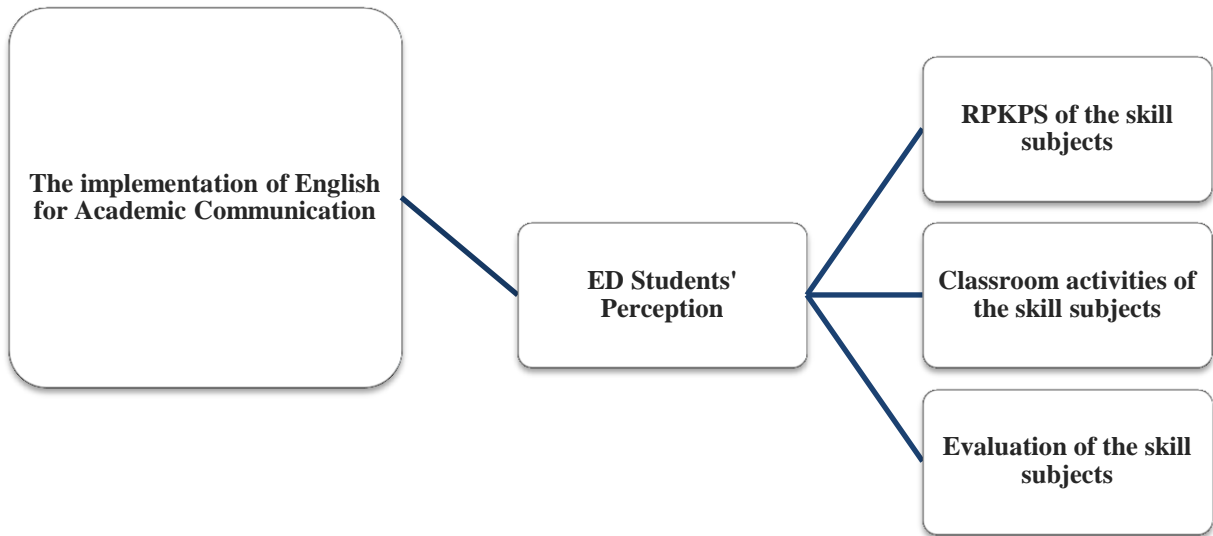 The implementation of English
for Academic Communication
ED Students'
Perception
RPKPS of the skill
subjects
Classroom activities of
the skill subjects
Evaluation of the skill
subjects